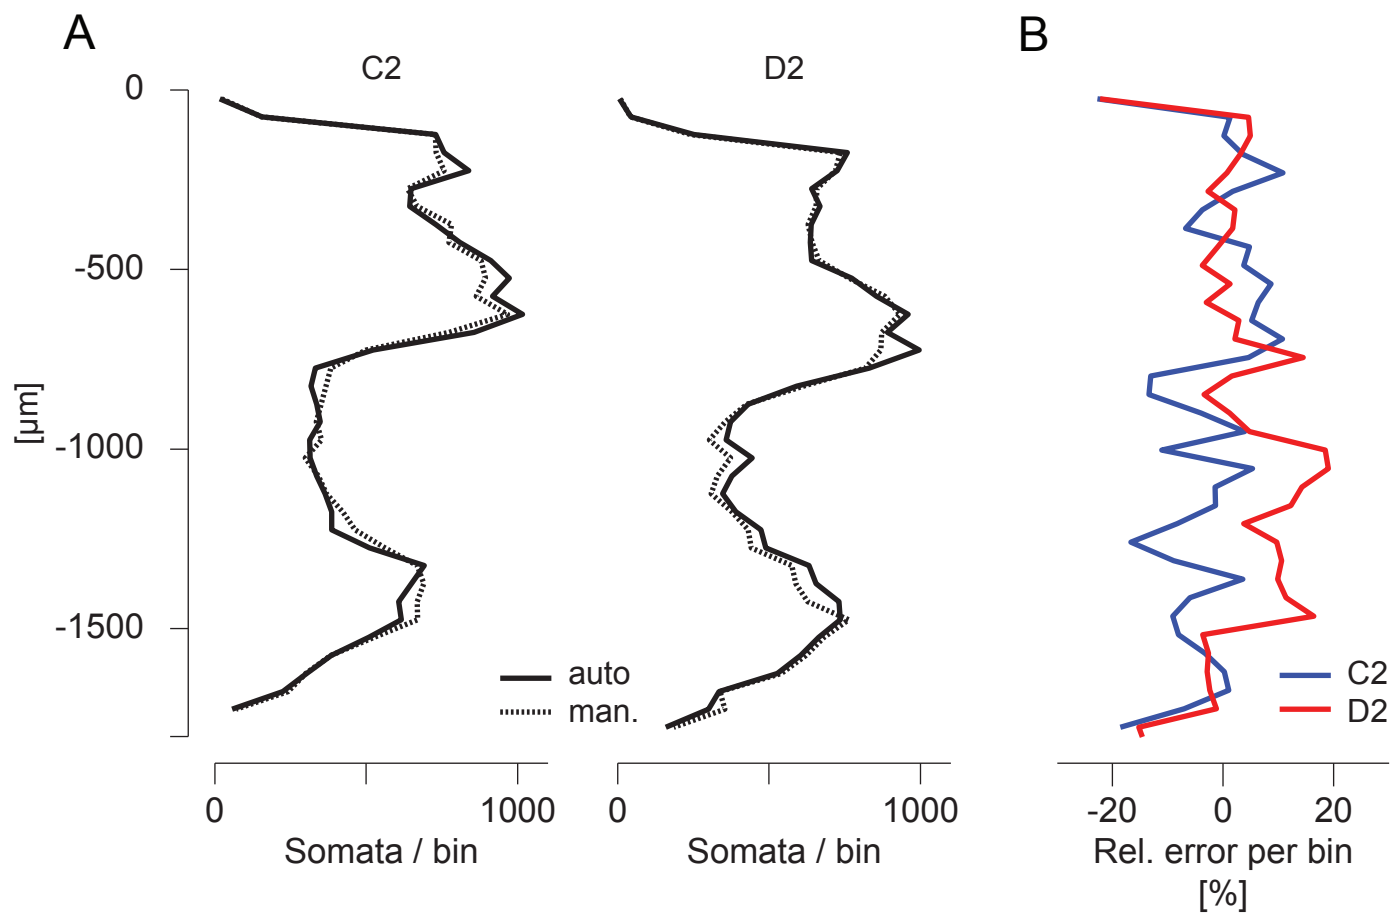 A
B
C2
D2
0
-500
-1000
-1500
[µm]
auto
man.
C2
D2
0
1000
0
1000
-20
0
20
Somata / bin
Somata / bin
Rel. error per bin
[%]